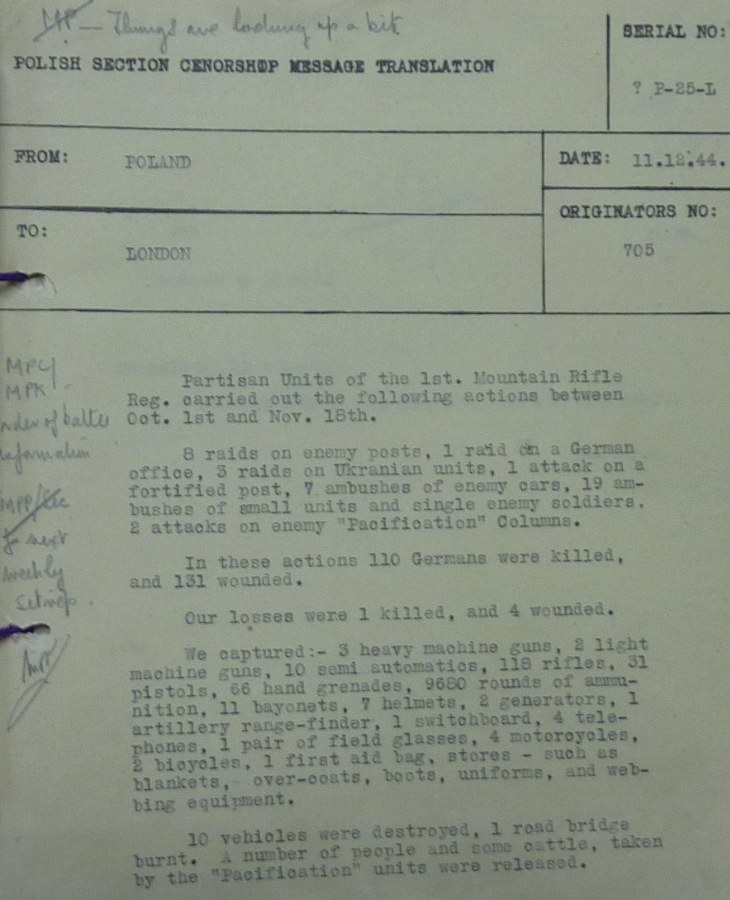 MP - Things are looking up a bit
SERIAL NO:
POLISH SECTION CENORSHOP MESSAGE TRANSLATION
? P-25-L
FROM:
POLAND
DATE: 11.12.44.
ORIGINATORS NO:
TO:
LONDON
705
MPC/
MPK
order of battle
information
to next
weekly
Partisan Units of the 1st. Mountain Rifle
Reg. carried out the following actions between
Oct. 1st and Nov. 18th.
8 raids on enemy posts, 1 raid on a German
office, 3 raids on Ukranian units, 1 attack on a
fortified post, 7 ambushes of enemy cars, 19 am-
bushes of small units and single enemy soldiers.
2 attacks on enemy "Pacification" Columns.
In these actions 110 Germans were killed,
and 131 wounded.
Our losses were 1 killed, and 4 wounded.
We captured:- 3 heavy machine guns, 2 light
machine guns, 10 semi automatics, 118 rifles, 31
pistols, 66 hand grenades, 9680 rounds of ammu-
nition, 11 bayonets, 7 helmets, 2 generators, 1
artillery range-finder, 1 switchboard, 4 tele-
phones, 1 pair of field glasses, 4 motorcycles,
2 bicycles, 1 first aid bag, stores - such as
blankets, over-coats, boots, uniforms, and web-
bing equipment.
10 vehicles were destroyed, 1 road bridge
burnt. A number of people and some cattle, taken
by the "Pacification" units were released.